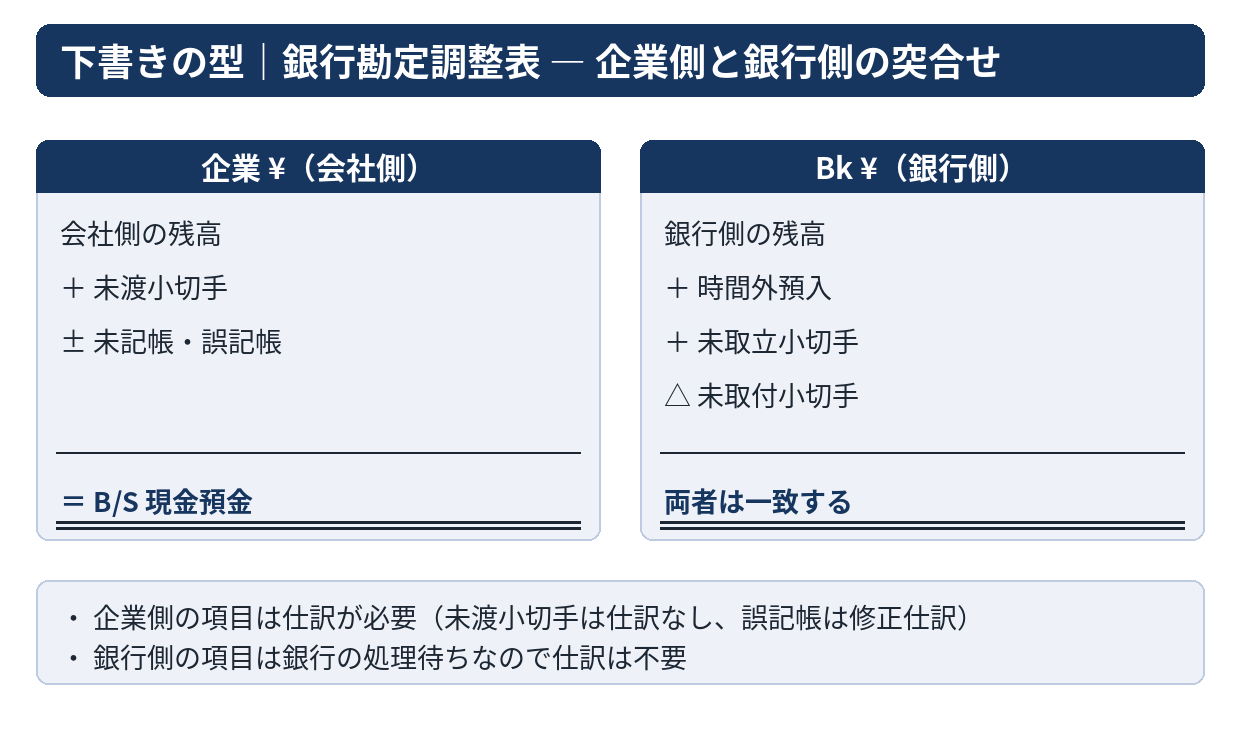 下書きの型｜銀行勘定調整表 — 企業側と銀行側の突合せ
企業 ¥（会社側）
会社側の残高
＋ 未渡小切手
± 未記帳・誤記帳
＝ B/S 現金預金
Bk ¥（銀行側）
銀行側の残高
＋ 時間外預入
＋ 未取立小切手
△ 未取付小切手
両者は一致する
・ 企業側の項目は仕訳が必要（未渡小切手は仕訳なし、誤記帳は修正仕訳）
・ 銀行側の項目は銀行の処理待ちなので仕訳は不要